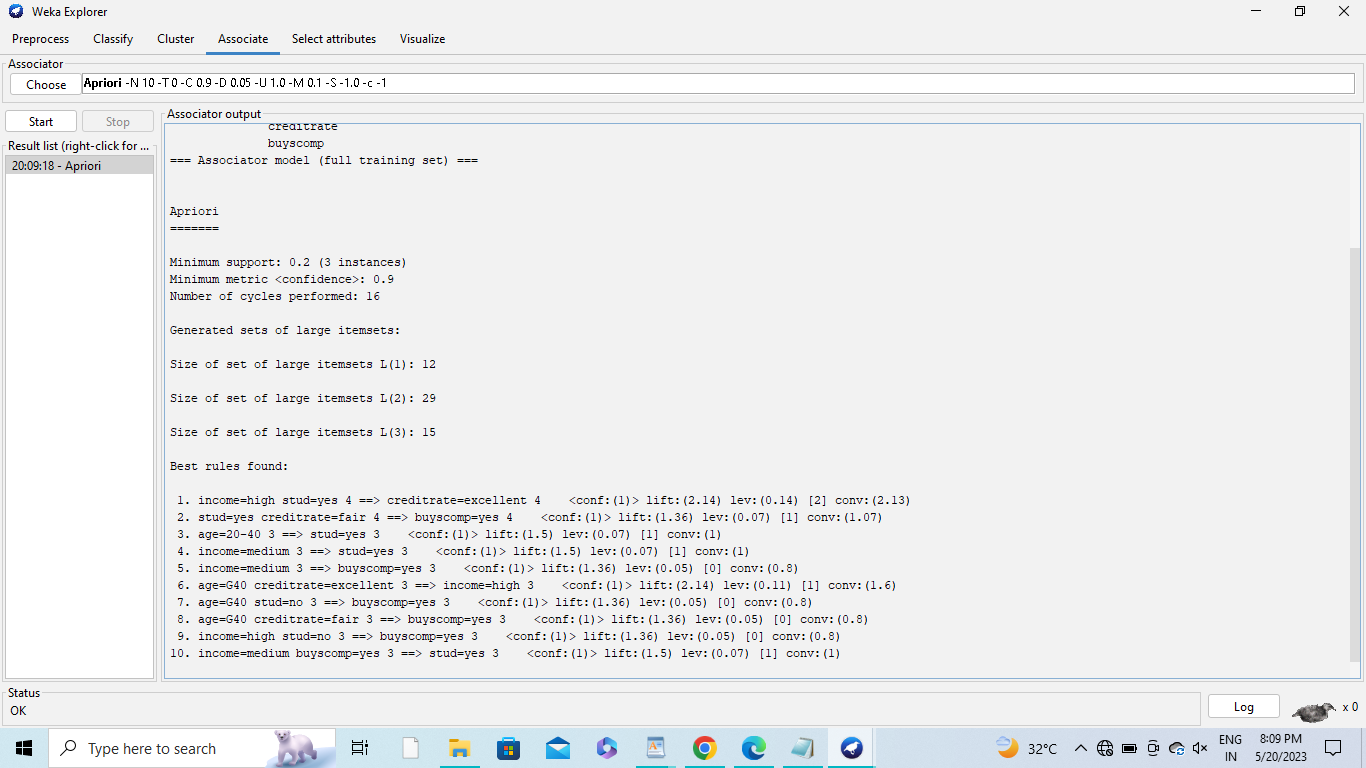 Weka Explorer
Preprocess Classify Cluster Associate Select attributes Visualize
Associator
Choose Apriori -N 10 -T 0 -C 0.9 -D 0.05 -U 1.0 -M 0.1 -S -1.0 -c -1
Start Stop
Result list (right-click for ...
20:09:18 - Apriori
Associator output
creditrate
buyscomp
=== Associator model (full training set) ===
Apriori
=======
Minimum support: 0.2 (3 instances)
Minimum metric <confidence>: 0.9
Number of cycles performed: 16
Generated sets of large itemsets:
Size of set of large itemsets L(1): 12
Size of set of large itemsets L(2): 29
Size of set of large itemsets L(3): 15
Best rules found:
1. income=high stud=yes 4 ==> creditrate=excellent 4 <conf:(1)> lift:(2.14) lev:(0.14) [2] conv:(2.13)
2. stud=yes creditrate=fair 4 ==> buyscomp=yes 4 <conf:(1)> lift:(1.36) lev:(0.07) [1] conv:(1.07)
3. age=20-40 3 ==> stud=yes 3 <conf:(1)> lift:(1.5) lev:(0.07) [1] conv:(1)
4. income=medium 3 ==> stud=yes 3 <conf:(1)> lift:(1.5) lev:(0.07) [1] conv:(1)
5. income=medium 3 ==> buyscomp=yes 3 <conf:(1)> lift:(1.36) lev:(0.05) [0] conv:(0.8)
6. age=G40 creditrate=excellent 3 ==> income=high 3 <conf:(1)> lift:(2.14) lev:(0.11) [1] conv:(1.6)
7. age=G40 stud=no 3 ==> buyscomp=yes 3 <conf:(1)> lift:(1.36) lev:(0.05) [0] conv:(0.8)
8. age=G40 creditrate=fair 3 ==> buyscomp=yes 3 <conf:(1)> lift:(1.36) lev:(0.05) [0] conv:(0.8)
9. income=high stud=no 3 ==> buyscomp=yes 3 <conf:(1)> lift:(1.36) lev:(0.05) [0] conv:(0.8)
10. income=medium buyscomp=yes 3 ==> stud=yes 3 <conf:(1)> lift:(1.5) lev:(0.07) [1] conv:(1)
Status
OK
Log
x 0
Type here to search
32°C
ENG
IN
8:09 PM
5/20/2023